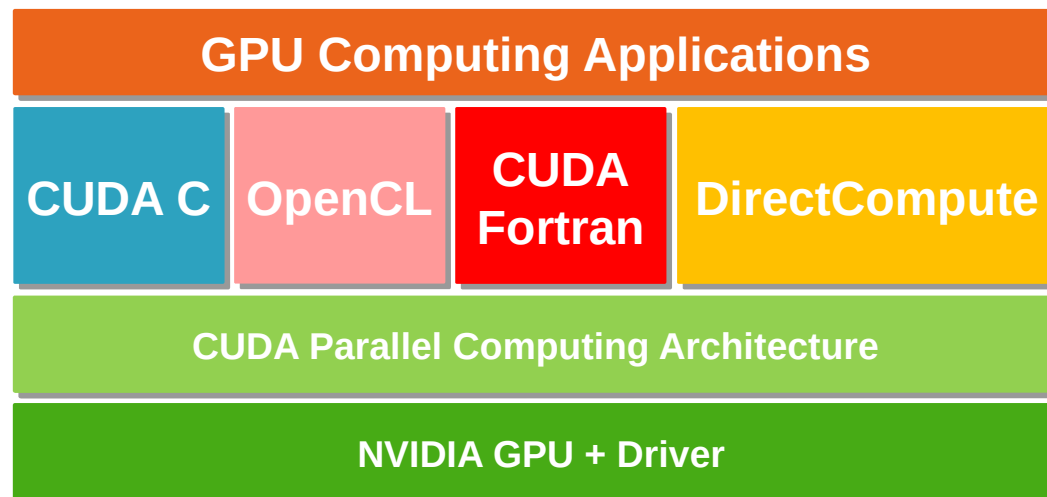 GPU Computing Applications
CUDA C
OpenCL
CUDA
Fortran
DirectCompute
CUDA Parallel Computing Architecture
NVIDIA GPU + Driver